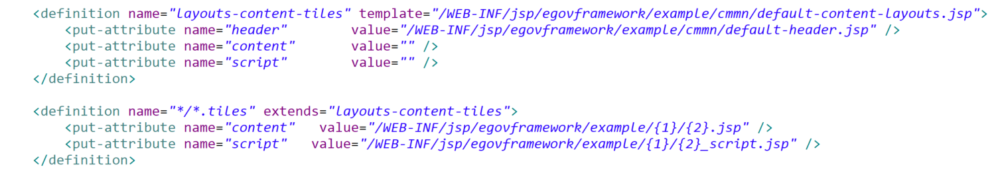 <definition name="layouts-content-tiles" template="/WEB-INF/jsp/egovframework/example/cmmn/default-content-layouts.jsp">
<put-attribute name="header" value="/WEB-INF/jsp/egovframework/example/cmmn/default-header.jsp" />
<put-attribute name="content" value="" />
<put-attribute name="script" value="" />
</definition>
<definition name="*/*.tiles" extends="layouts-content-tiles">
<put-attribute name="content" value="/WEB-INF/jsp/egovframework/example/{1}/{2}.jsp" />
<put-attribute name="script" value="/WEB-INF/jsp/egovframework/example/{1}/{2}_script.jsp" />
</definition>